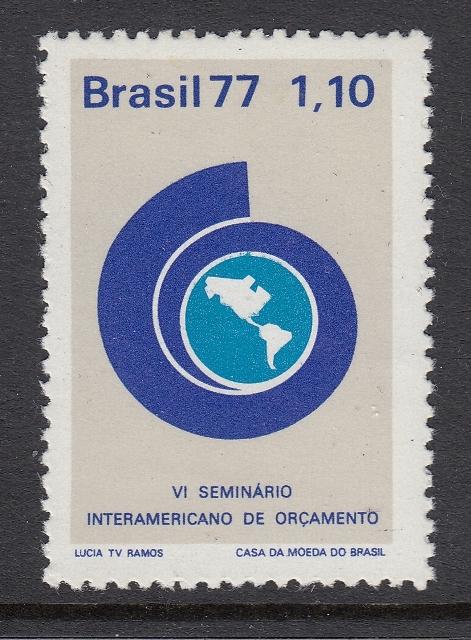 Brasil 77 1,10
VI SEMINÁRIO
INTERAMERICANO DE ORÇAMENTO
LUCIA TV RAMOS CASA DA MOEDA DO BRASIL